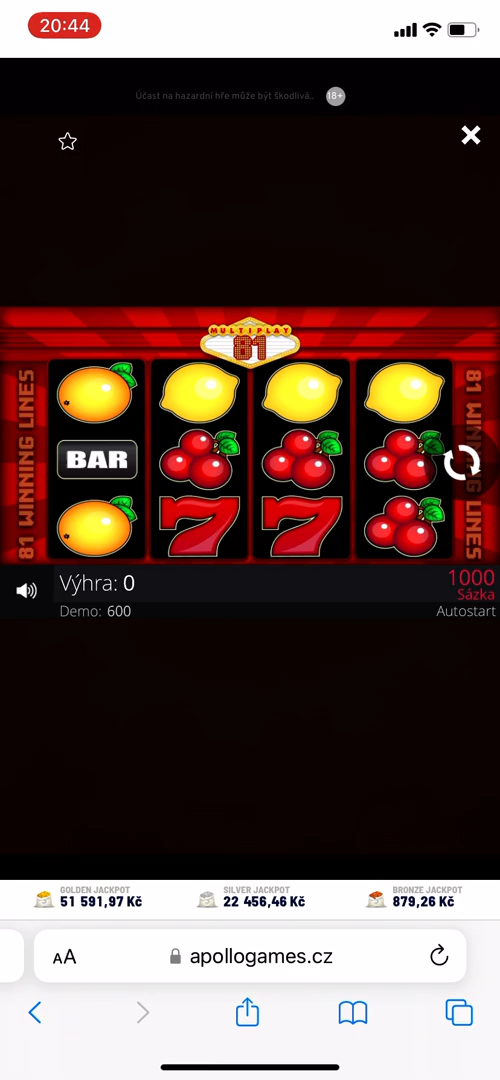 20:44
Účast na hazardní hře může být škodlivá.. 18+
MULTIPLAY
81
81 WINNING LINES
81 WINNING LINES
BAR
Výhra: 0
1000
Sázka
Demo: 600
Autostart
GOLDEN JACKPOT
51 591,97 Kč
SILVER JACKPOT
22 456,46 Kč
BRONZE JACKPOT
879,26 Kč
AA
apollogames.cz